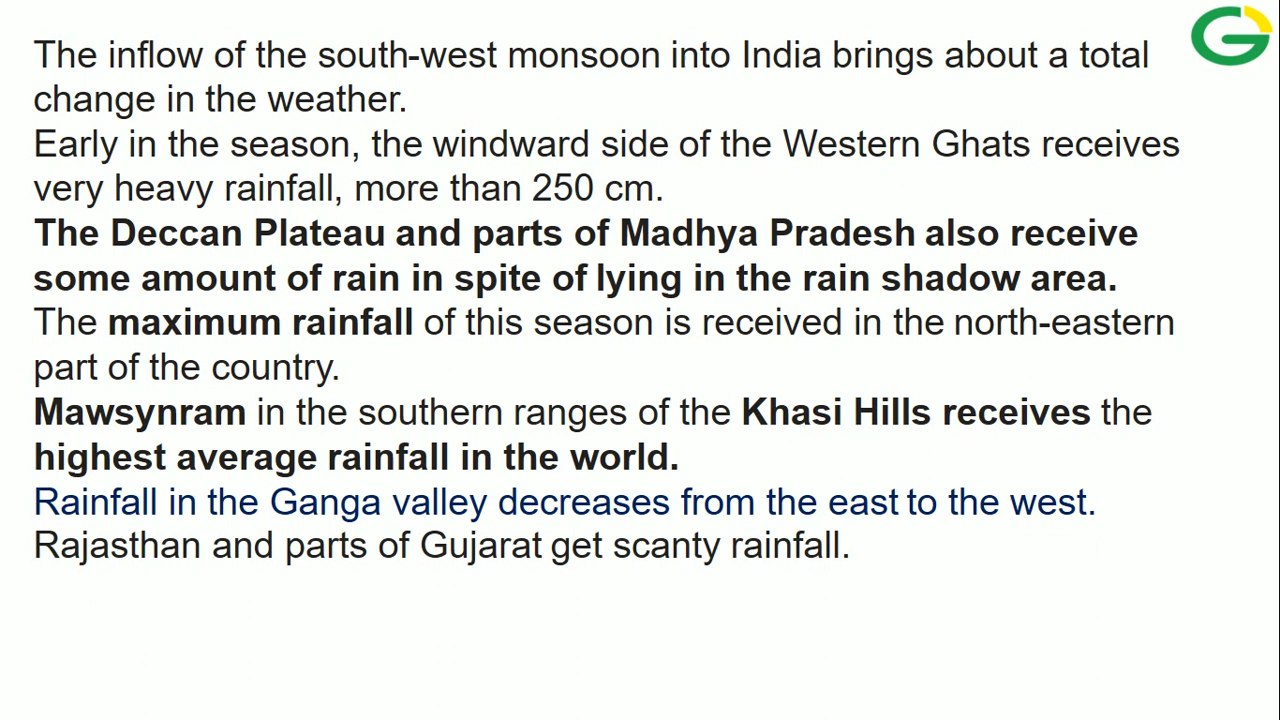 The inflow of the south-west monsoon into India brings about a total
change in the weather.
Early in the season, the windward side of the Western Ghats receives
very heavy rainfall, more than 250 cm.
The Deccan Plateau and parts of Madhya Pradesh also receive
some amount of rain in spite of lying in the rain shadow area.
The maximum rainfall of this season is received in the north-eastern
part of the country.
Mawsynram in the southern ranges of the Khasi Hills receives the
highest average rainfall in the world.
Rainfall in the Ganga valley decreases from the east to the west.
Rajasthan and parts of Gujarat get scanty rainfall.